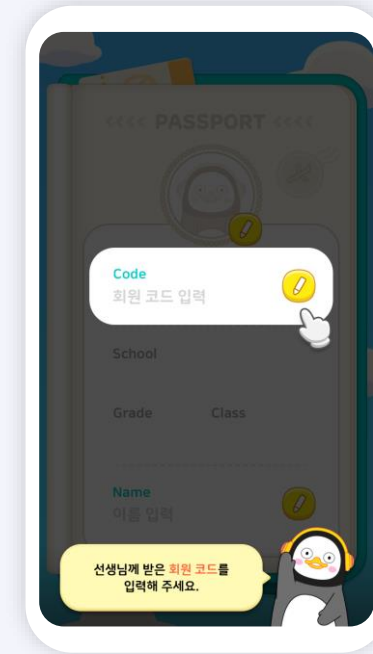 <<<< PASSPORT <<<<
Code
회원 코드 입력
School
Grade Class
Name
이름 입력
선생님께 받은 회원 코드를
입력해 주세요.